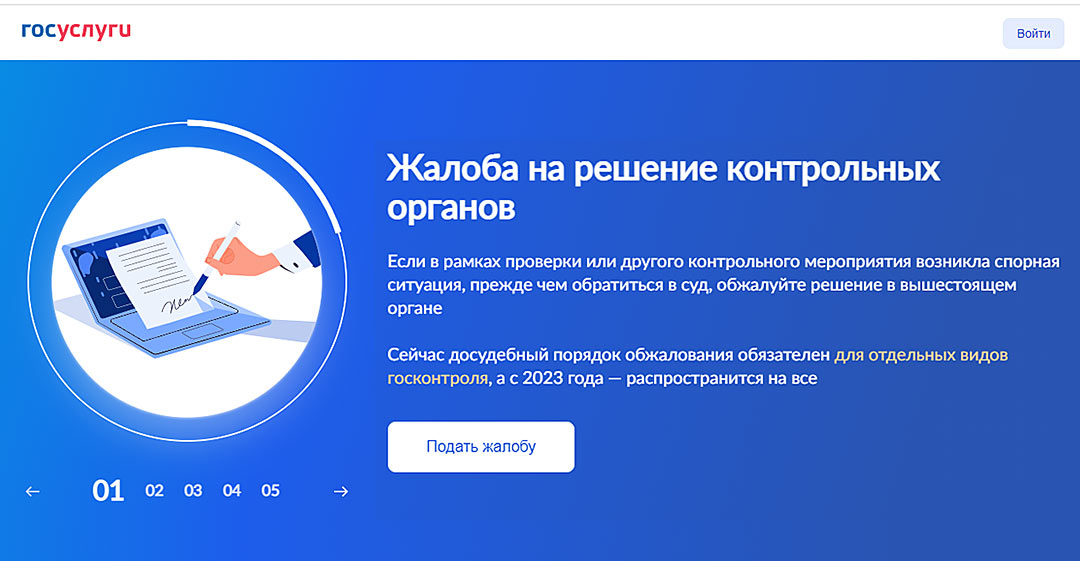 госуслуги
Войти
Жалоба на решение контрольных
органов
Если в рамках проверки или другого контрольного мероприятия возникла спорная
ситуация, прежде чем обратиться в суд, обжалуйте решение в вышестоящем
органе
Сейчас досудебный порядок обжалования обязателен для отдельных видов
госконтроля, а с 2023 года — распространится на все
Подать жалобу
01 02 03 04 05